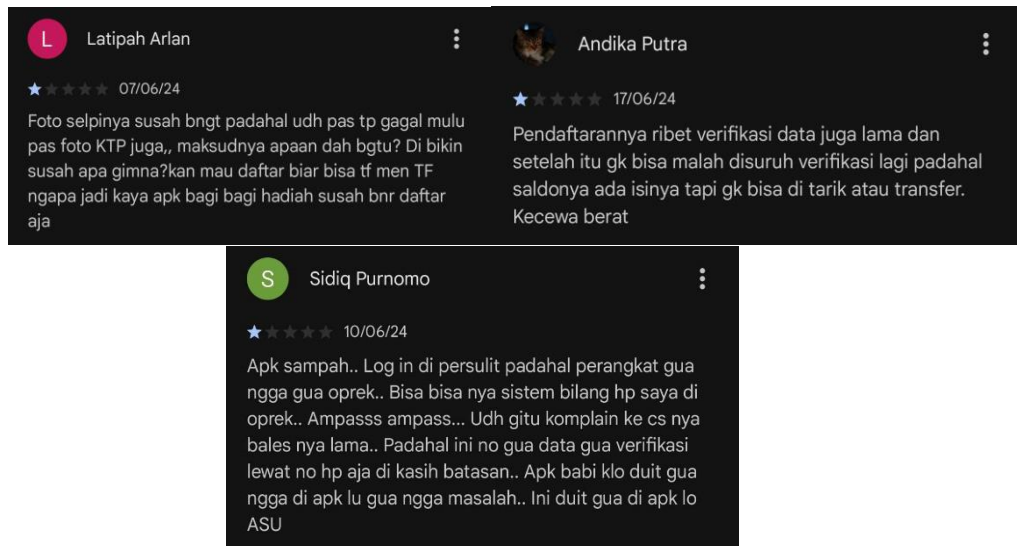 L
Latipah Arlan
07/06/24
Foto selpinya susah bngt padahal udh pas tp gagal mulu
pas foto KTP juga,, maksudnya apaan dah bgtu? Di bikin
susah apa gimna?kan mau daftar biar bisa tf men TF
ngapa jadi kaya apk bagi bagi hadiah susah bnr daftar
aja
Andika Putra
17/06/24
Pendaftarannya ribet verifikasi data juga lama dan
setelah itu gk bisa malah disuruh verifikasi lagi padahal
saldonya ada isinya tapi gk bisa di tarik atau transfer.
Kecewa berat
S
Sidiq Purnomo
10/06/24
Apk sampah.. Log in di persulit padahal perangkat gua
ngga gua oprek.. Bisa bisa nya sistem bilang hp saya di
oprek.. Ampasss ampass... Udh gitu komplain ke cs nya
bales nya lama.. Padahal ini no gua data gua verifikasi
lewat no hp aja di kasih batasan.. Apk babi klo duit gua
ngga di apk lu gua ngga masalah.. Ini duit gua di apk lo
ASU